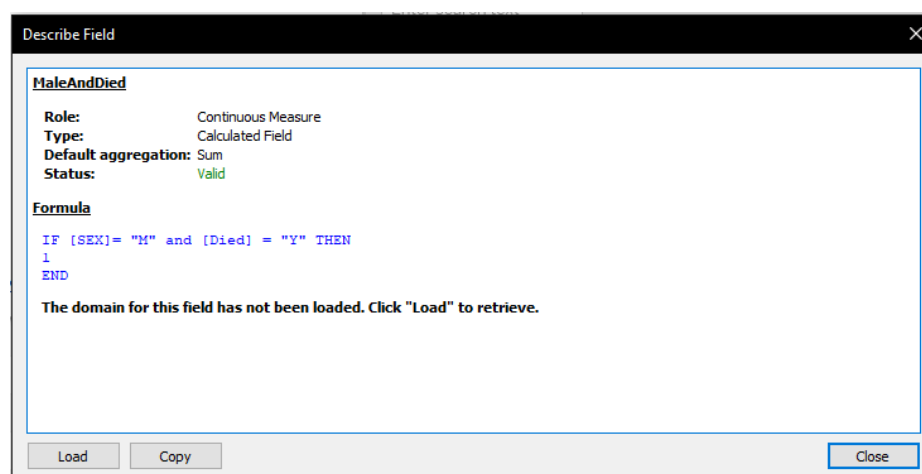 Describe Field
MaleAndDied
Role: Continuous Measure
Type: Calculated Field
Default aggregation: Sum
Status: Valid
Formula
IF [SEX]= "M" and [Died] = "Y" THEN
1
END
The domain for this field has not been loaded. Click "Load" to retrieve.
Load Copy Close